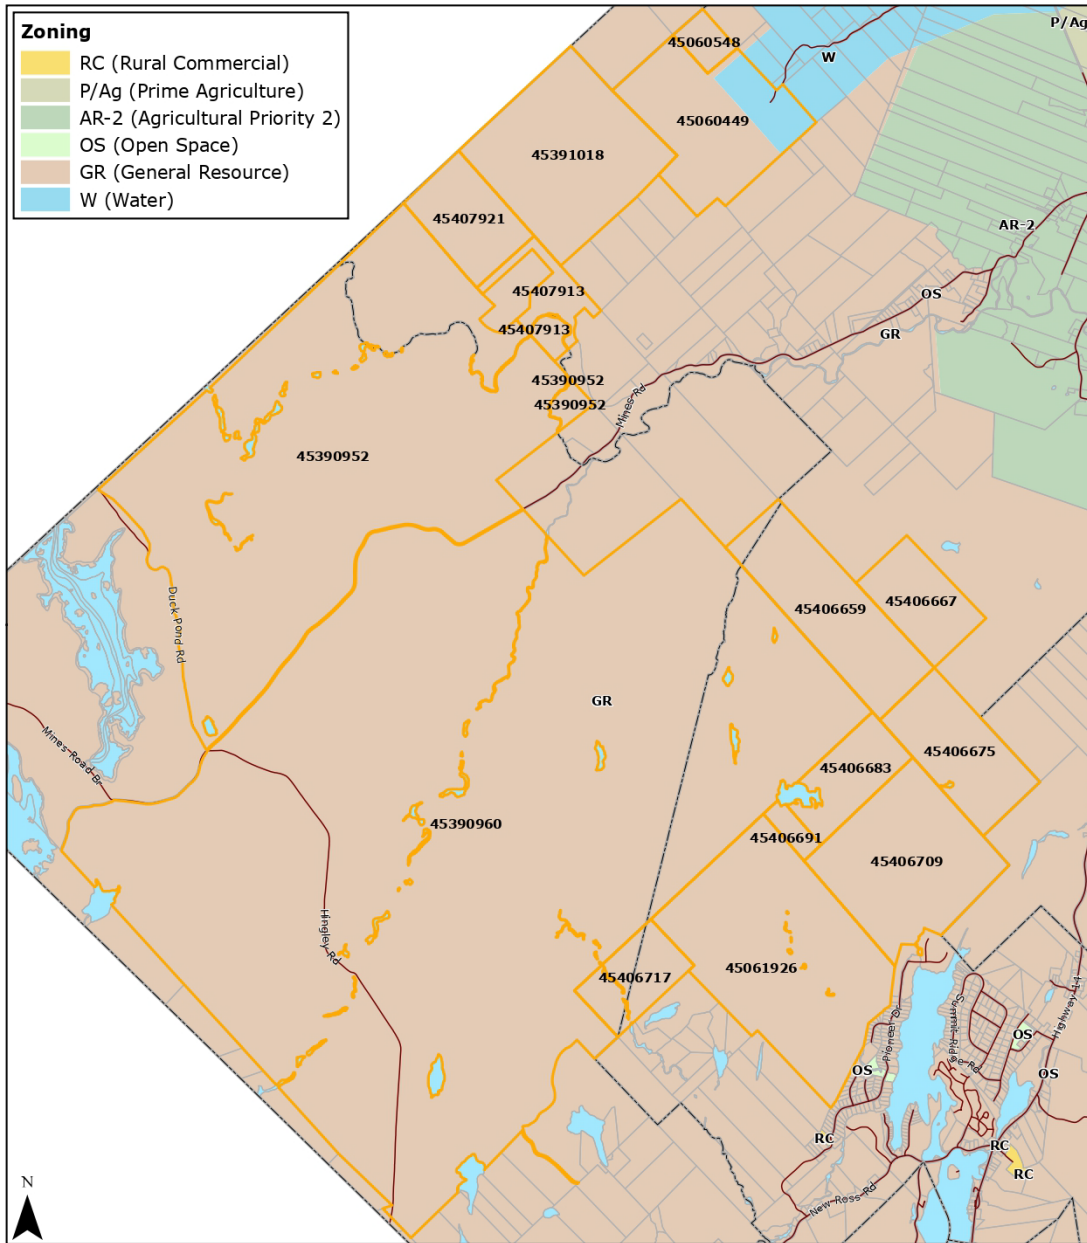 Zoning
RC (Rural Commercial)
P/Ag (Prime Agriculture)
AR-2 (Agricultural Priority 2)
OS (Open Space)
GR (General Resource)
W (Water)
P/Ag
45060548
W
45060449
45391018
45407921
AR-2
45407913
OS
45407913
GR
45390952
Mines Rd
45390952
45390952
Duck Pond Rd
45406659
45406667
GR
Mines Road Br
45406675
45406683
45390960
45406691
45406709
Hingley Rd
45406717
45061926
Pioneer Dr
Summit Ridge Rd
Highway 14
OS
OS
OS
RC
RC
RC
New Ross Rd
N